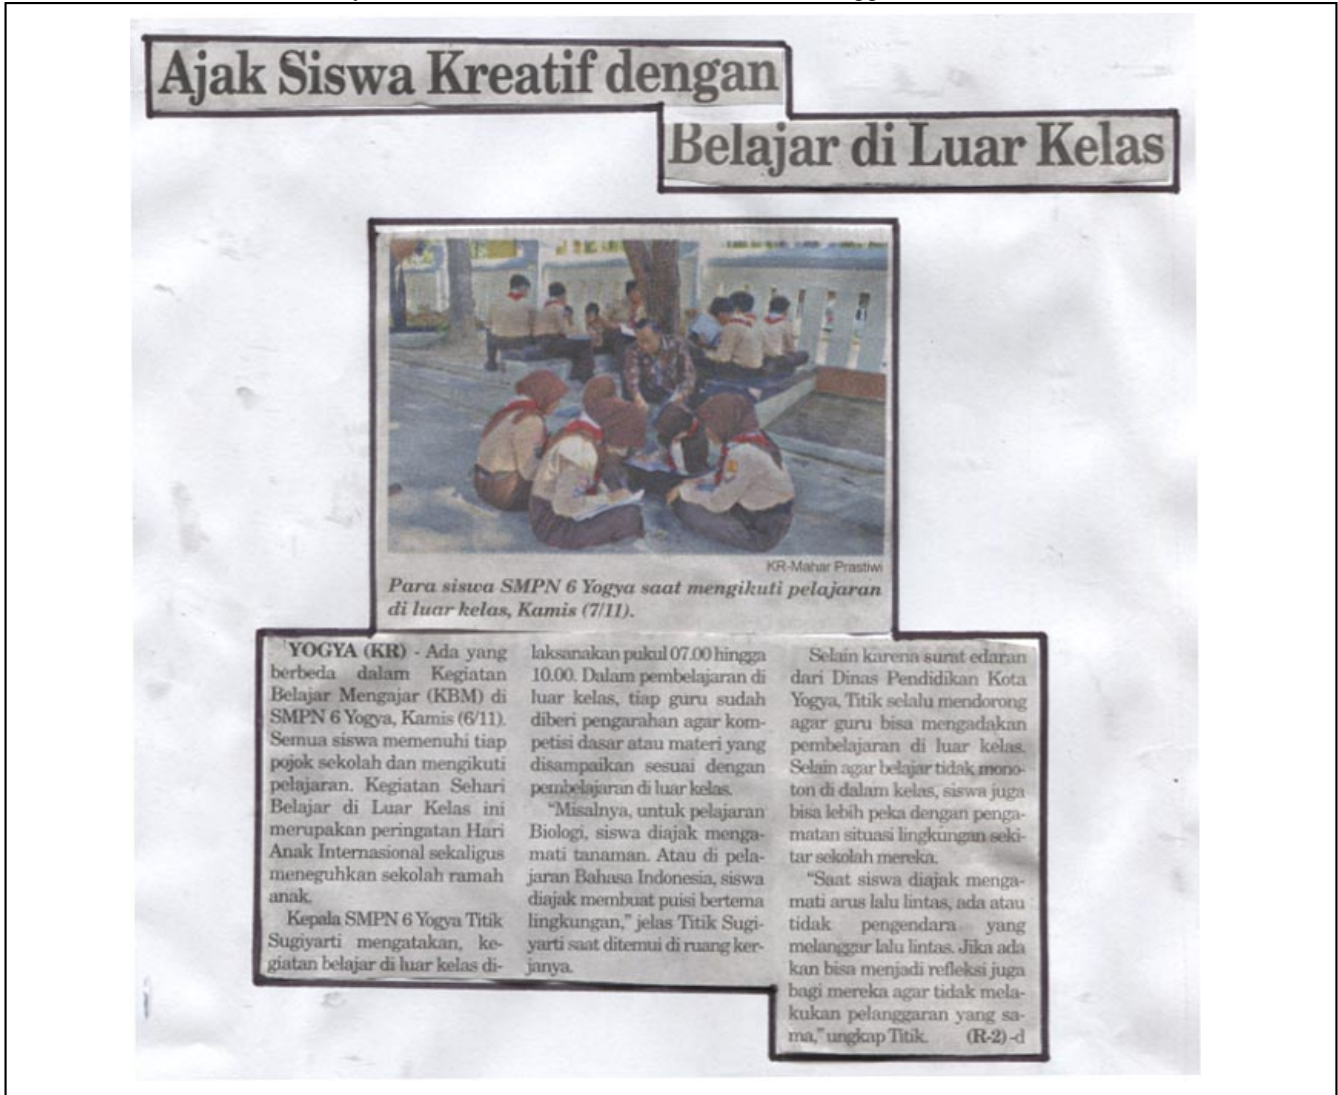 Ajak Siswa Kreatif dengan
Belajar di Luar Kelas
KR-Mahar Prastiwi
Para siswa SMPN 6 Yogya saat mengikuti pelajaran
di luar kelas, Kamis (7/11).
YOGYA (KR) - Ada yang
berbeda dalam Kegiatan
Belajar Mengajar (KBM) di
SMPN 6 Yogya, Kamis (6/11).
Semua siswa memenuhi tiap
pojok sekolah dan mengikuti
pelajaran. Kegiatan Sehari
Belajar di Luar Kelas ini
merupakan peringatan Hari
Anak Internasional sekaligus
meneguhkan sekolah ramah
anak.
Kepala SMPN 6 Yogya Titik
Sugiyarti mengatakan, ke-
giatan belajar di luar kelas di-
laksanakan pukul 07.00 hingga
10.00. Dalam pembelajaran di
luar kelas, tiap guru sudah
diberi pengarahan agar kom-
petisi dasar atau materi yang
disampaikan sesuai dengan
pembelajaran di luar kelas.
"Misalnya, untuk pelajaran
Biologi, siswa diajak menga-
mati tanaman. Atau di pela-
jaran Bahasa Indonesia, siswa
diajak membuat puisi bertema
lingkungan," jelas Titik Sugi-
yarti saat ditemui di ruang ker-
janya.
Selain karena surat edaran
dari Dinas Pendidikan Kota
Yogya, Titik selalu mendorong
agar guru bisa mengadakan
pembelajaran di luar kelas.
Selain agar belajar tidak mono-
ton di dalam kelas, siswa juga
bisa lebih peka dengan penga-
matan situasi lingkungan seki-
tar sekolah mereka.
"Saat siswa diajak menga-
mati arus lalu lintas, ada atau
tidak pengendara yang
melanggar lalu lintas. Jika ada
kan bisa menjadi refleksi juga
bagi mereka agar tidak mela-
kukan pelanggaran yang sa-
ma," ungkap Titik. (R-2) -d